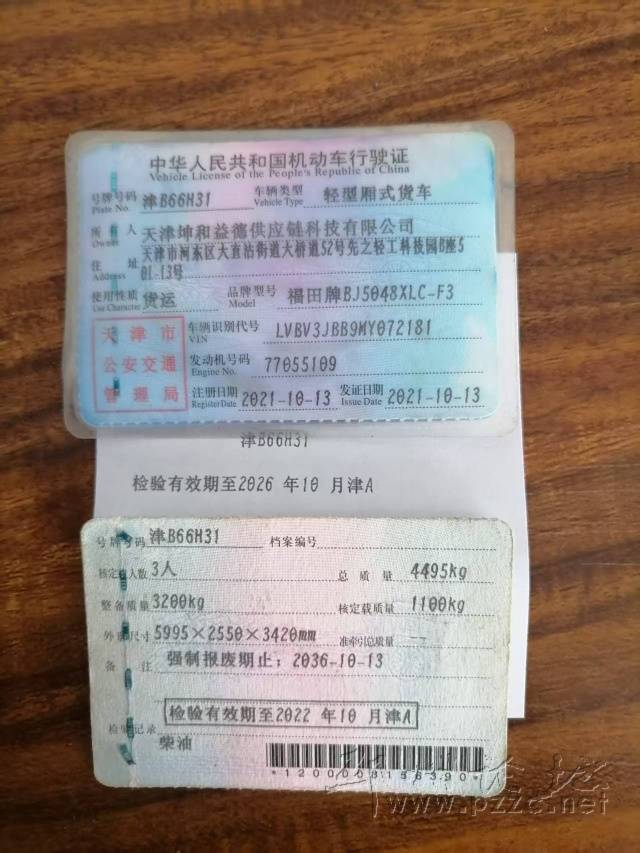 中华人民共和国机动车行驶证
Vehicle License of the People's Republic of China
号牌号码 津B66H31 车辆类型 轻型厢式货车
Plate No. Vehicle Type
所有人 天津坤和益德供应链科技有限公司
Owner
住址 天津市河东区大直沽街道大桥道52号先之轻工科技园B座5
Address 01-13号
使用性质 货运 品牌型号 福田牌BJ5048XLC-F3
Use Character Model
天津市
公安交通
管理局
车辆识别代号 LVBV3JBB9MY072181
VIN
发动机号码 77055109
Engine No.
注册日期 2021-10-13 发证日期 2021-10-13
Register Date Issue Date
津B66H31
检验有效期至2026 年10 月津A
号牌号码 津B66H31 档案编号
核定载人数 3人 总质量 4495kg
整备质量 3200kg 核定载质量 1100kg
外廓尺寸 5995×2550×3420mm 准牵引总质量 --
备注 强制报废期止：2036-10-13
检验有效期至2022 年10 月津A
检验记录
柴油
www.pzzc.net